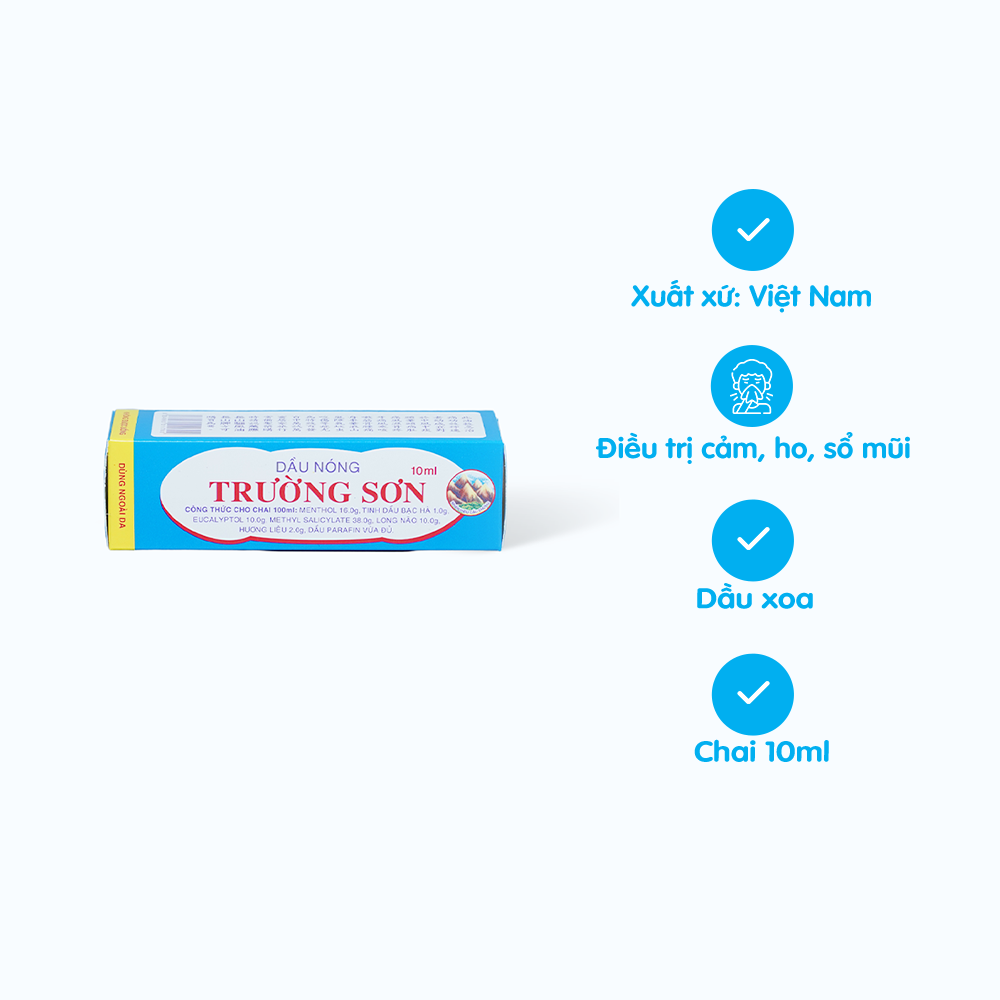 DẦU NÓNG
10ml
TRƯỜNG SƠN
CÔNG THỨC CHO CHAI 100ml: MENTHOL 16.0g, TINH DẦU BẠC HÀ 1.0g,
EUCALYPTOL 10.0g, METHYL SALICYLATE 38.0g, LONG NÃO 10.0g,
HƯƠNG LIỆU 2.0g, DẦU PARAFIN VỪA ĐỦ.
DÙNG NGOÀI DA
Xuất xứ: Việt Nam
Điều trị cảm, ho, sổ mũi
Dầu xoa
Chai 10ml